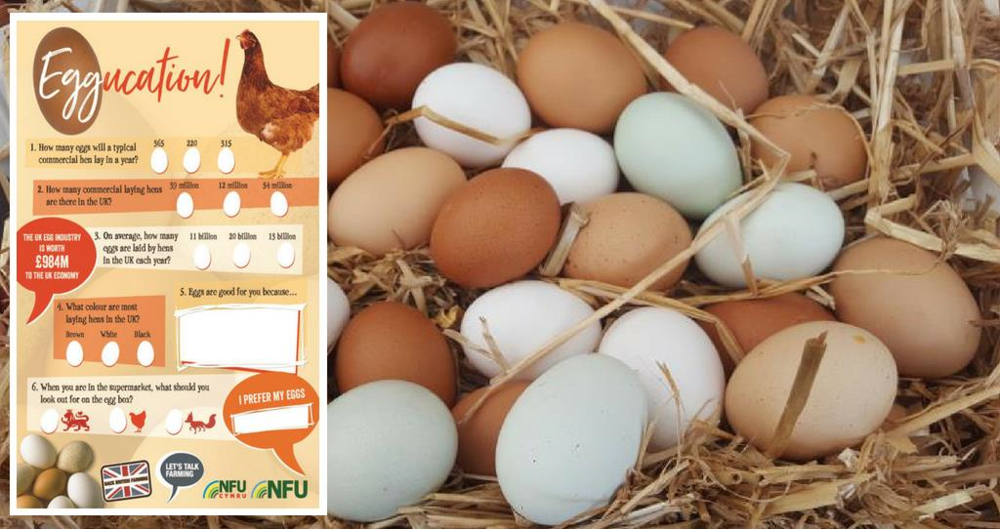 Eggucation!
1. How many eggs will a typical
commercial hen lay in a year?
365 220 315
2. How many commercial laying hens
are there in the UK?
39 million 12 million 54 million
THE UK EGG INDUSTRY
IS WORTH
£984M
TO THE UK ECONOMY
3. On average, how many
eggs are laid by hens
in the UK each year?
11 billion 20 billion 15 billion
4. What colour are most
laying hens in the UK?
Brown White Black
5. Eggs are good for you because...
6. When you are in the supermarket, what should you
look out for on the egg box?
I PREFER MY EGGS
BACK BRITISH FARMING
LET'S TALK
FARMING
NFU
CYMRU
NFU